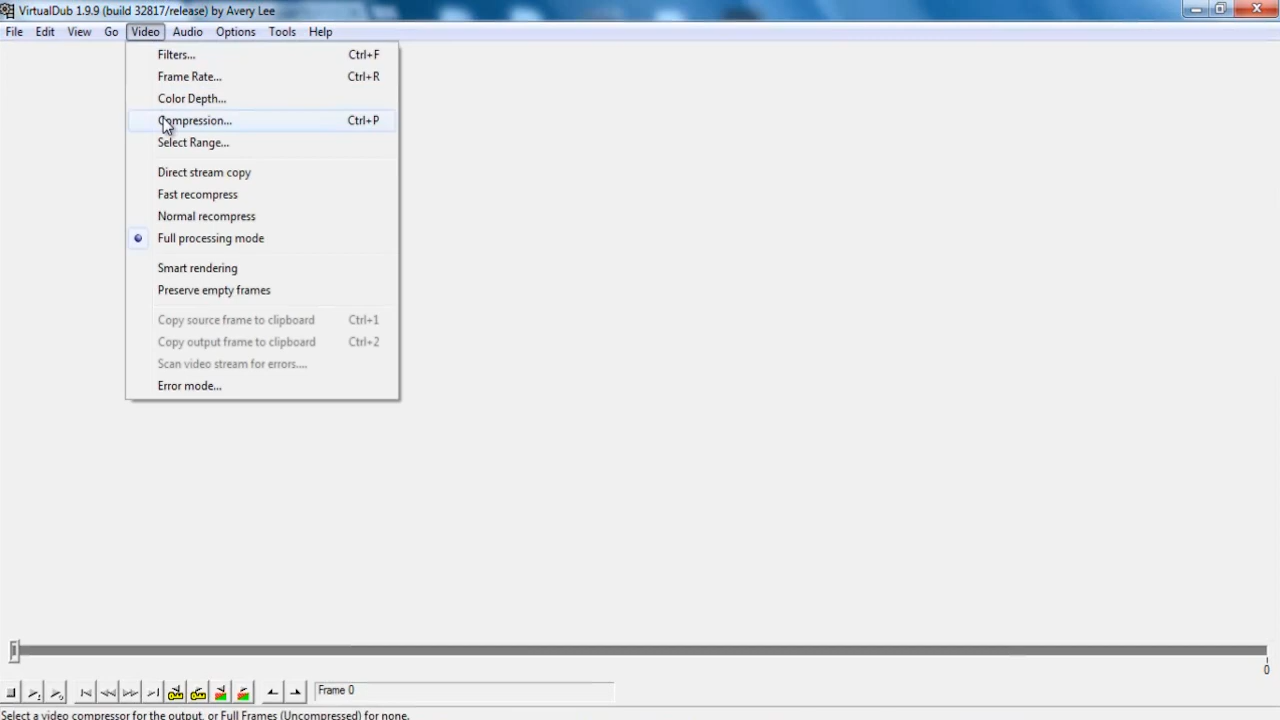 VirtualDub 1.9.9 (build 32817/release) by Avery Lee
File Edit View Go Video Audio Options Tools Help
Filters... Ctrl+F
Frame Rate... Ctrl+R
Color Depth...
Compression... Ctrl+P
Select Range...
Direct stream copy
Fast recompress
Normal recompress
Full processing mode
Smart rendering
Preserve empty frames
Copy source frame to clipboard Ctrl+1
Copy output frame to clipboard Ctrl+2
Scan video stream for errors....
Error mode...
0
Frame 0
Select a video compressor for the output, or Full Frames (Uncompressed) for none.